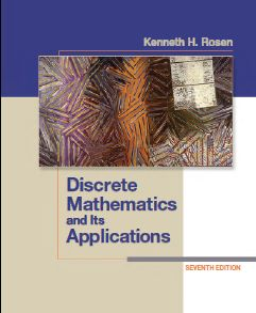 Kenneth H. Rosen
Discrete
Mathematics
and Its
Applications
SEVENTH EDITION